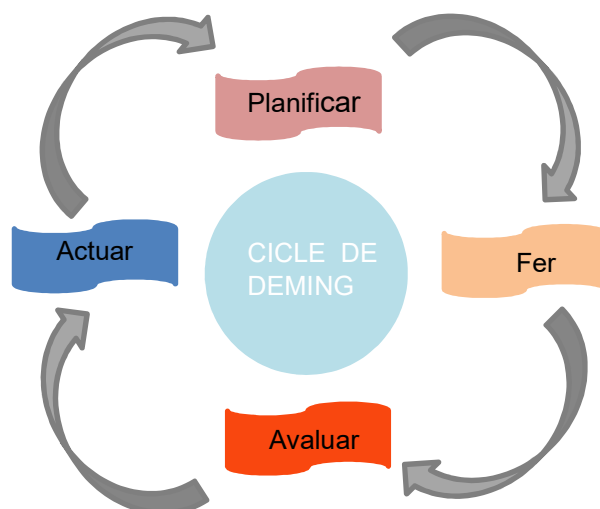 Planificar
Actuar
CICLE DE
DEMING
Fer
Avaluar